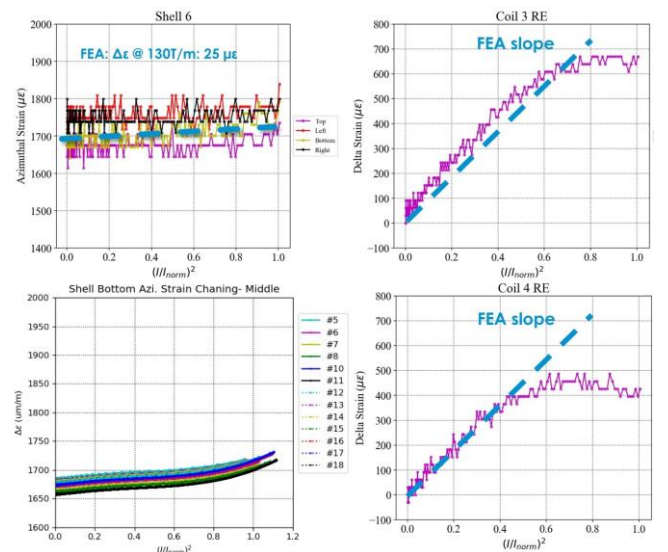 Shell 6
FEA: Δε @ 130T/m: 25 με
Azimuthal Strain (με)
2000
1900
1800
1700
1600
1500
1400
0.0 0.2 0.4 0.6 0.8 1.0
(I/Inorm)²
Top
Left
Bottom
Right
Coil 3 RE
FEA slope
Delta Strain (με)
800
700
600
500
400
300
200
100
0
−100
0.0 0.2 0.4 0.6 0.8 1.0
(I/Inorm)²
Shell Bottom Azi. Strain Chaning- Middle
Δε (um/m)
2000
1950
1900
1850
1800
1750
1700
1650
1600
0.0 0.2 0.4 0.6 0.8 1.0 1.2
(I/Inorm)²
#5
#6
#7
#8
#10
#11
#12
#13
#14
#15
#16
#17
#18
Coil 4 RE
FEA slope
Delta Strain (με)
800
700
600
500
400
300
200
100
0
−100
0.0 0.2 0.4 0.6 0.8 1.0
(I/Inorm)²